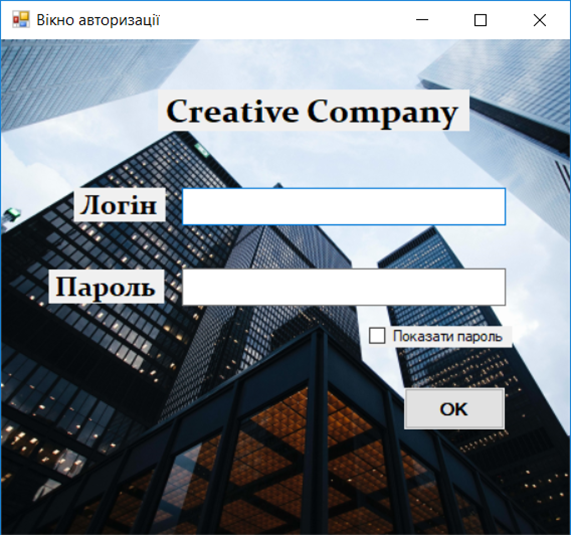 Вікно авторизації
Creative Company
Логін
Пароль
Показати пароль
OK